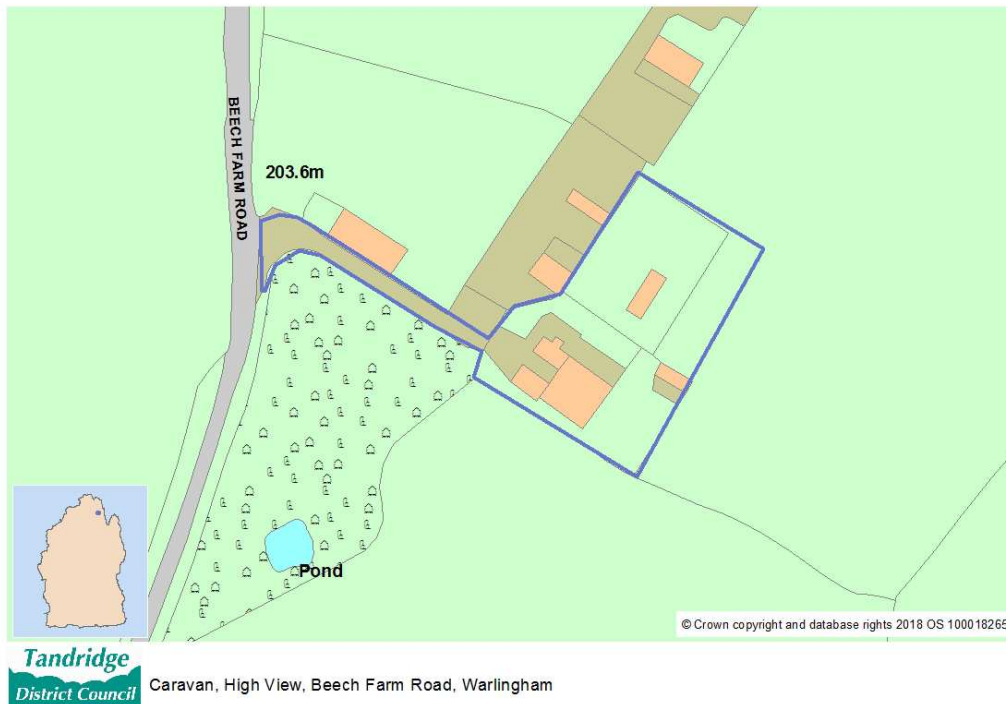 BEECH FARM ROAD
203.6m
Pond
© Crown copyright and database rights 2018 OS 100018265
Tandridge
District Council
Caravan, High View, Beech Farm Road, Warlingham